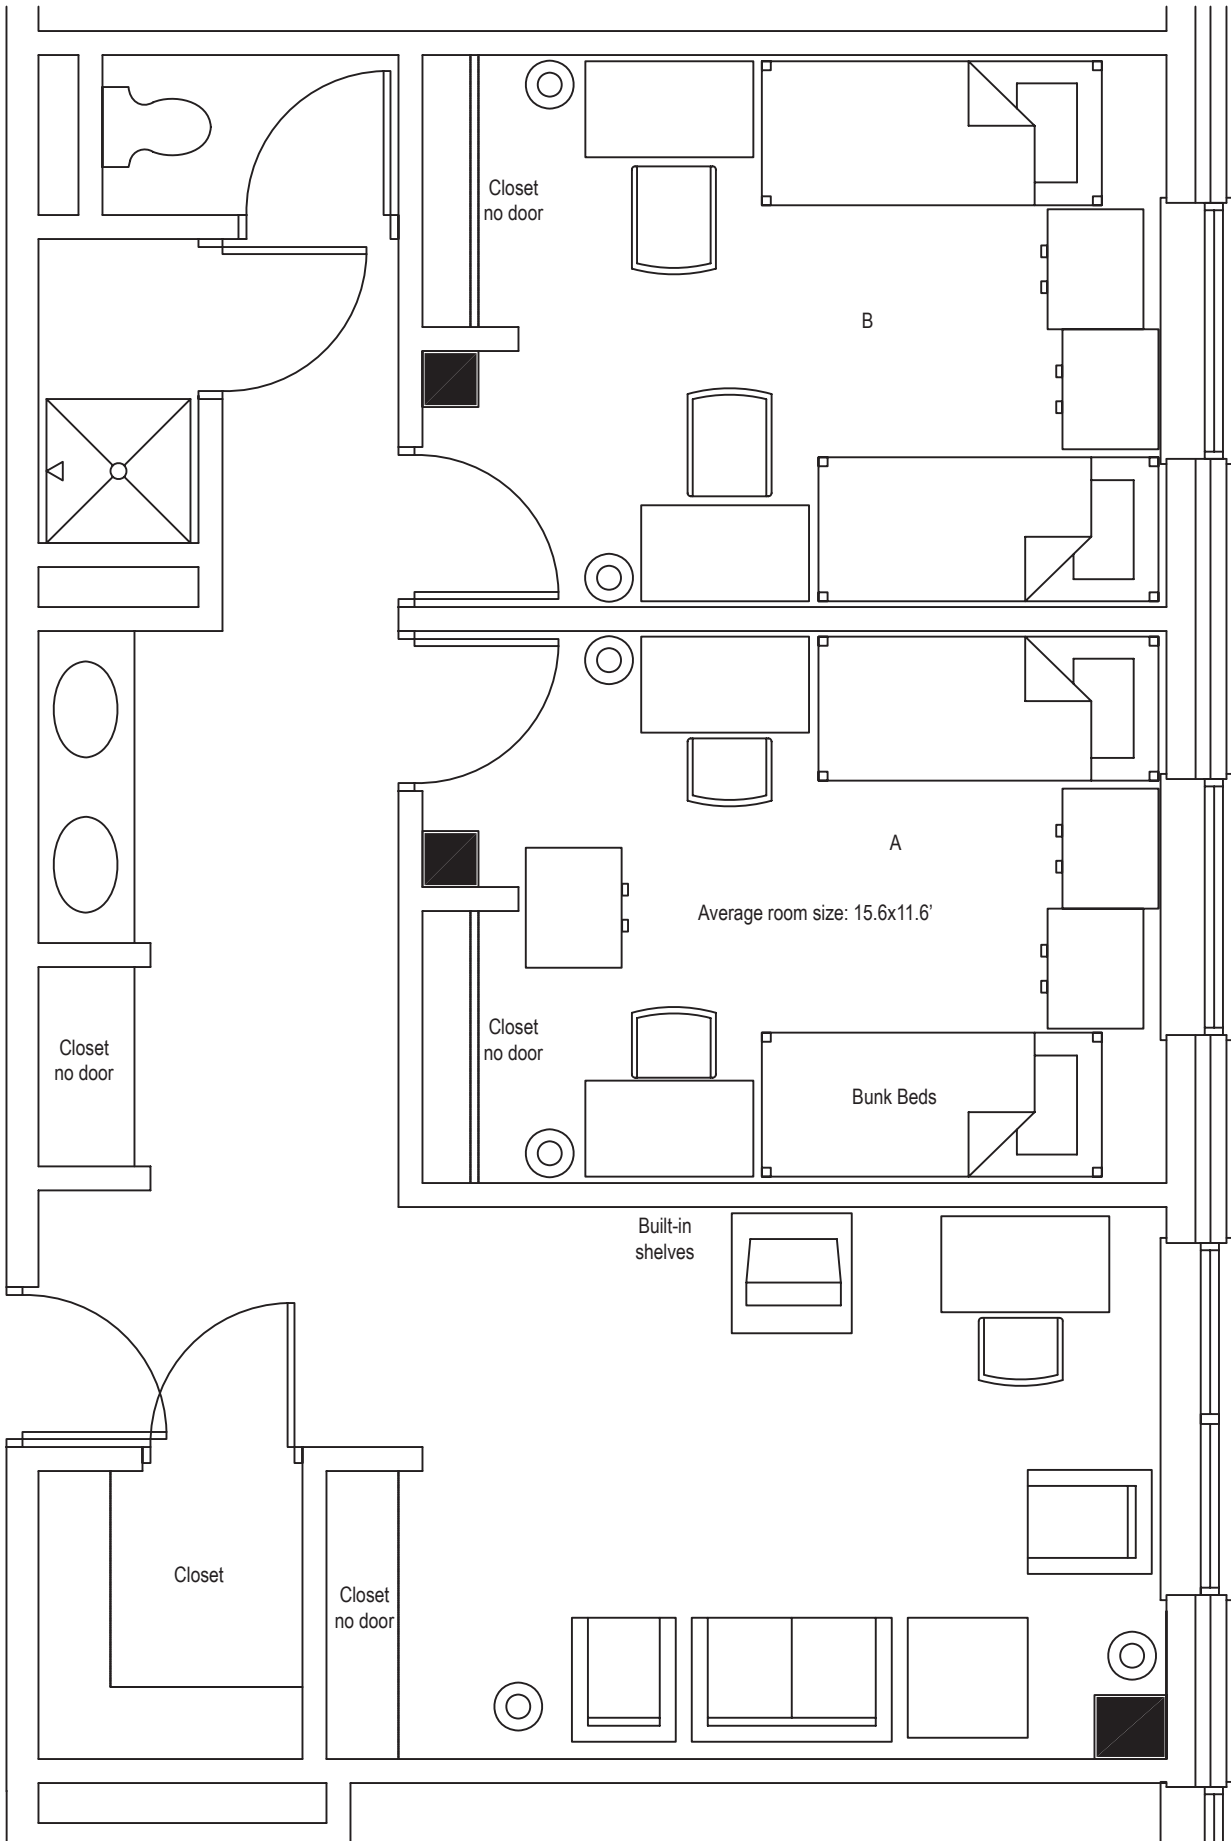 Closet
no door
B
A
Average room size: 15.6x11.6’
Closet
no door
Closet
no door
Bunk Beds
Built-in
shelves
Closet
Closet
no door